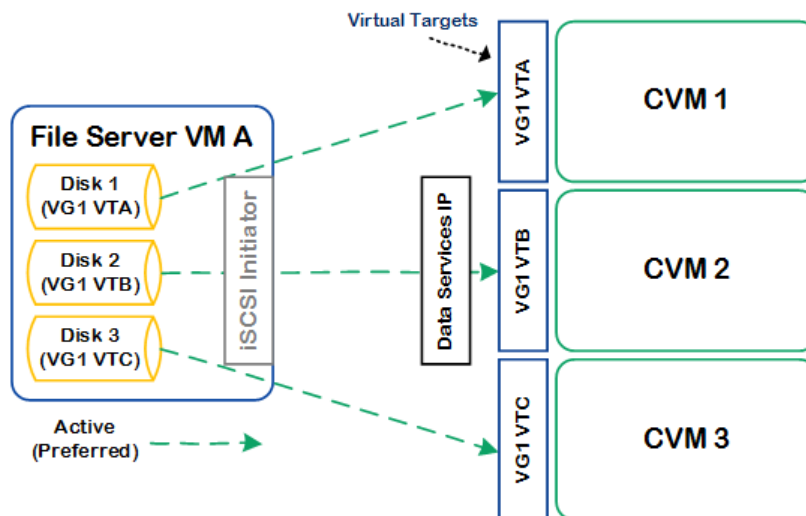 Virtual Targets
File Server VM A
Disk 1
(VG1 VTA)
Disk 2
(VG1 VTB)
Disk 3
(VG1 VTC)
iSCSI Initiator
Data Services IP
VG1 VTA
CVM 1
VG1 VTB
CVM 2
VG1 VTC
CVM 3
Active
(Preferred)